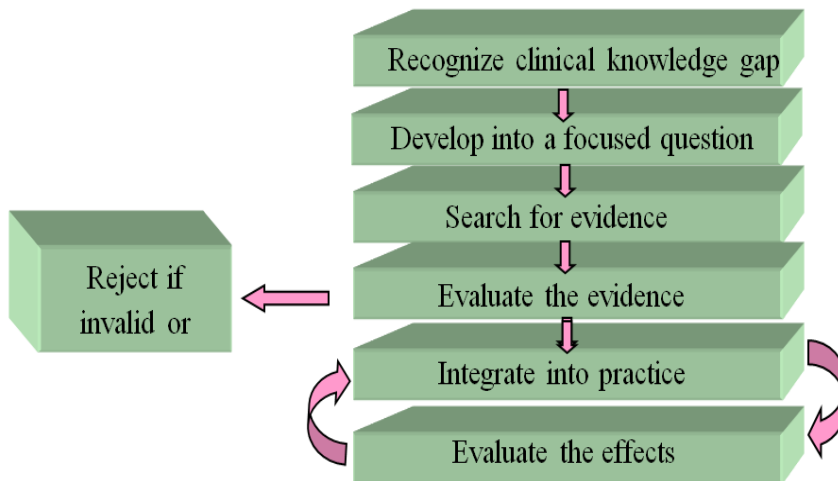 Recognize clinical knowledge gap
Develop into a focused question
Search for evidence
Evaluate the evidence
Reject if
invalid or
Integrate into practice
Evaluate the effects